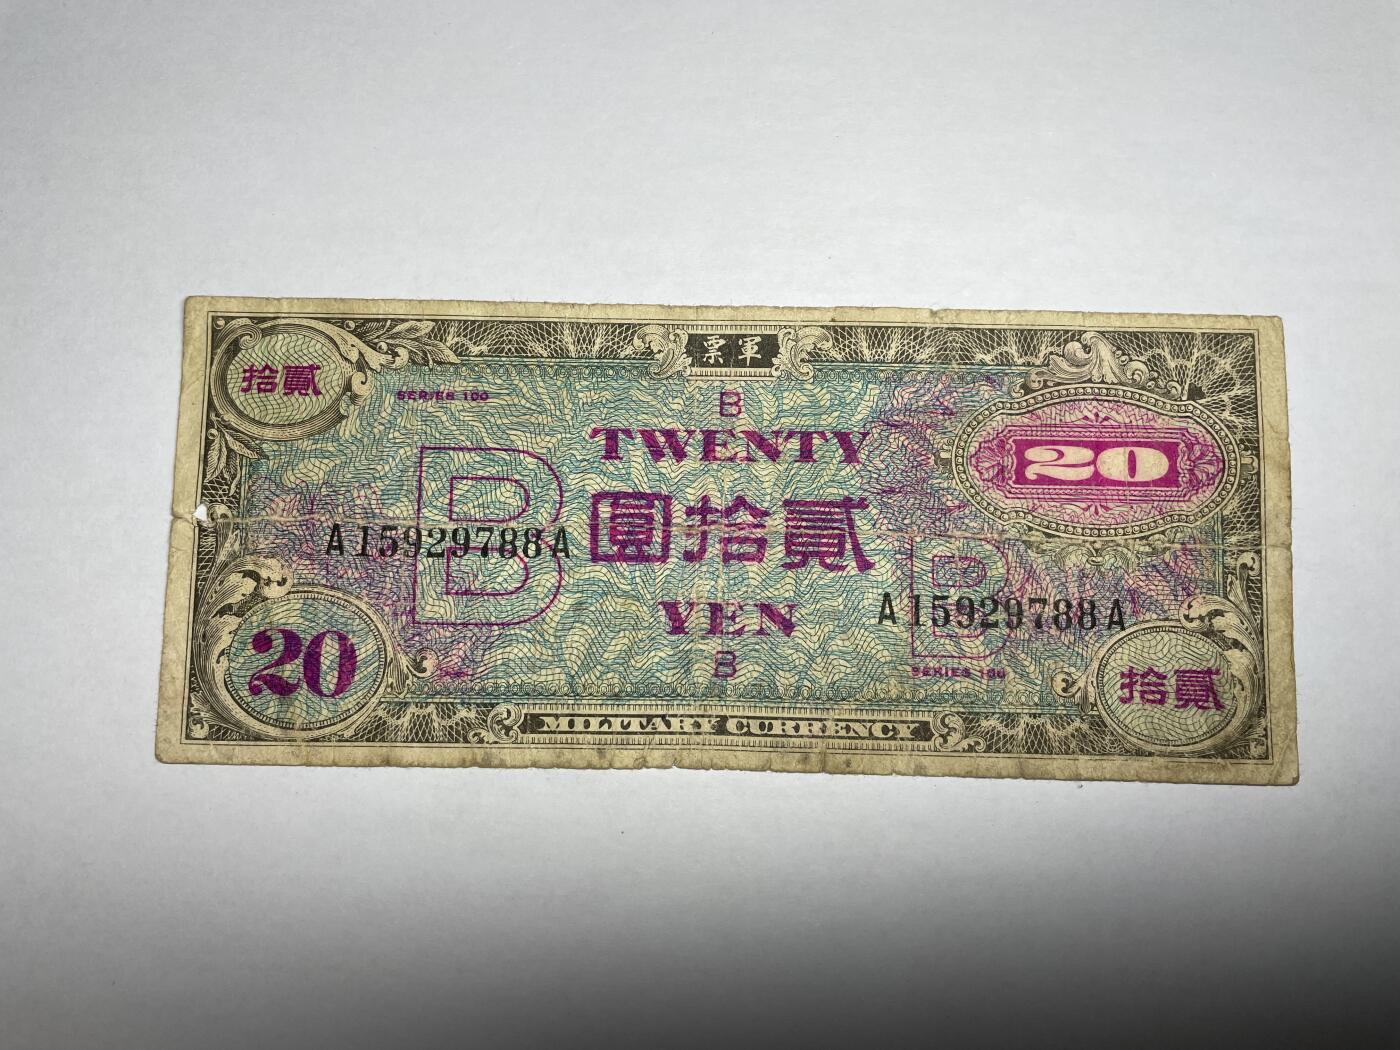 票軍
拾貳
SERIES 100
B
TWENTY
20
B
圓拾貳
A15929788A
B
A15929788A
YEN
B
SERIES 100
20
拾貳
MILITARY CURRENCY